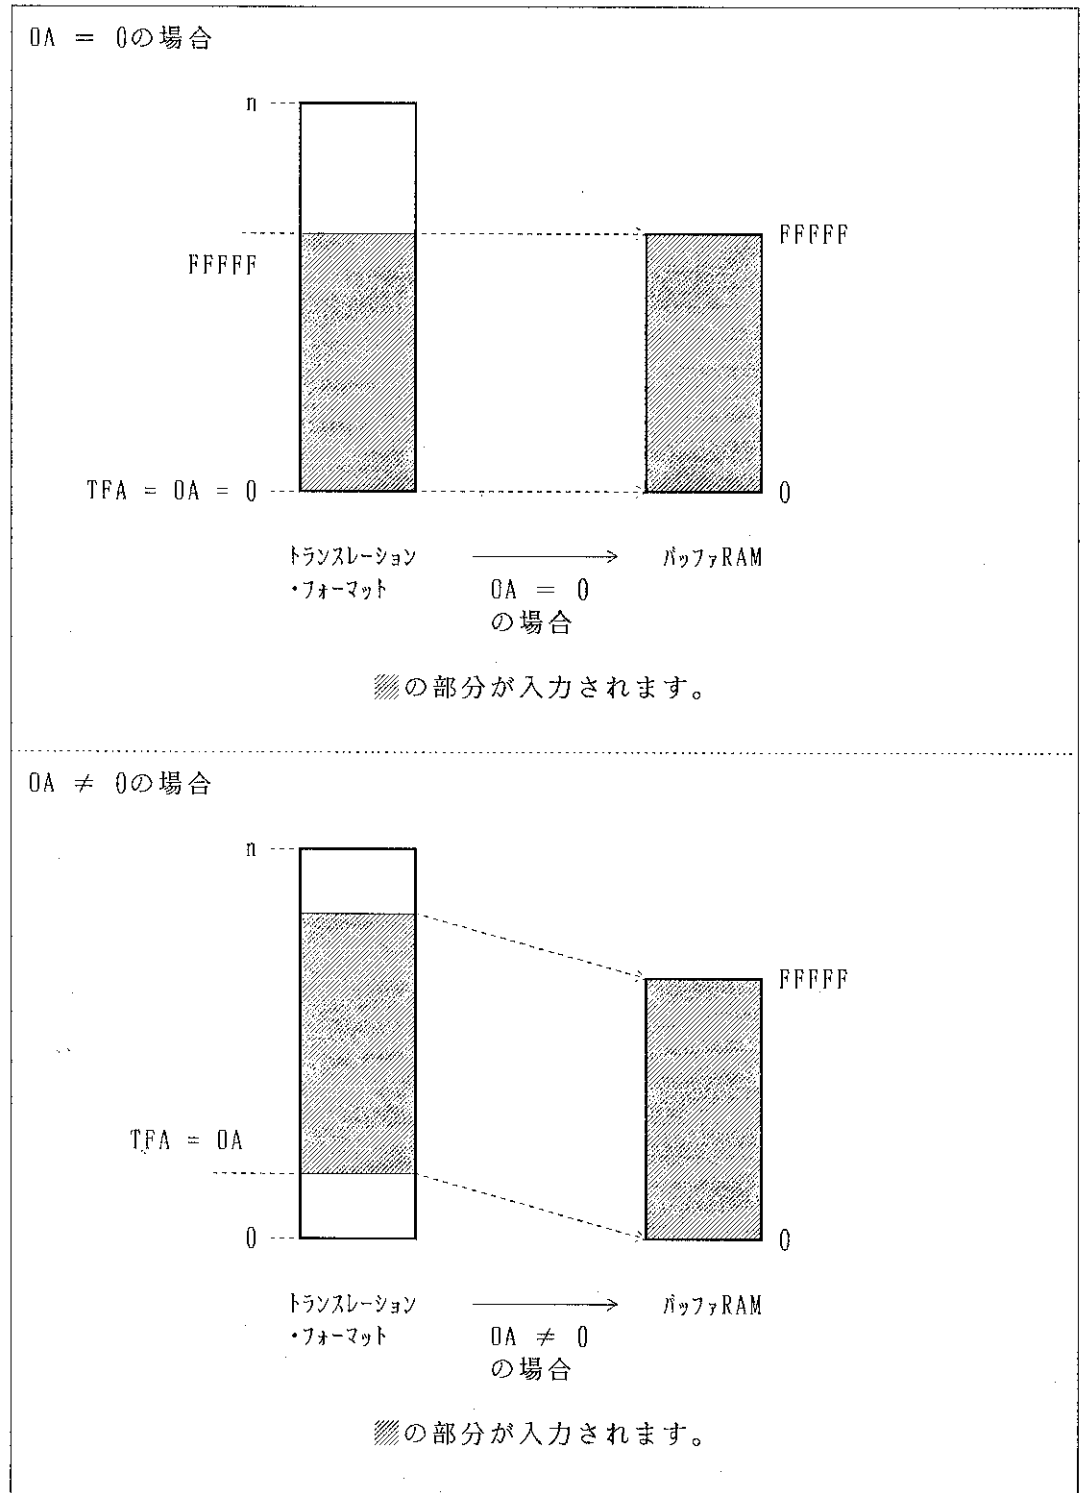 OA = 0の場合
n
FFFFF
FFFFF
TFA = OA = 0
0
トランスレーション
・フォーマット
OA = 0
の場合
バッファRAM
の部分が入力されます。
OA ≠ 0の場合
n
FFFFF
TFA = OA
0
0
トランスレーション
・フォーマット
OA ≠ 0
の場合
バッファRAM
の部分が入力されます。